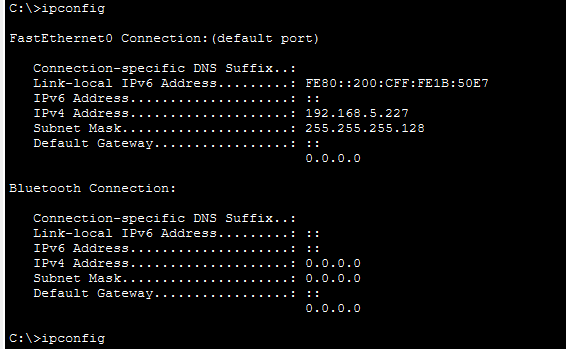 C:\>ipconfig
FastEthernet0 Connection:(default port)
Connection-specific DNS Suffix..:
Link-local IPv6 Address.........: FE80::200:CFF:FE1B:50E7
IPv6 Address....................: ::
IPv4 Address....................: 192.168.5.227
Subnet Mask.....................: 255.255.255.128
Default Gateway.................: ::
0.0.0.0
Bluetooth Connection:
Connection-specific DNS Suffix..:
Link-local IPv6 Address.........: ::
IPv6 Address....................: ::
IPv4 Address....................: 0.0.0.0
Subnet Mask.....................: 0.0.0.0
Default Gateway.................: ::
0.0.0.0
C:\>ipconfig